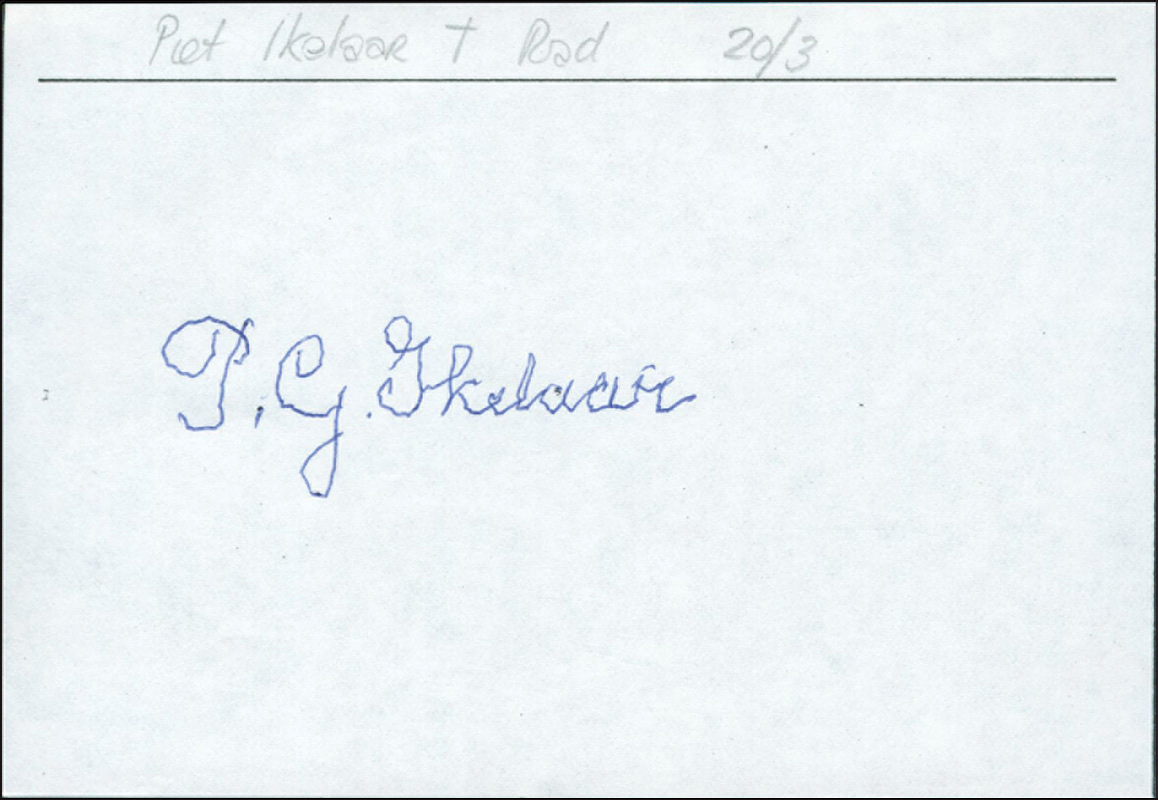 Piet Ikelaar † Rad 20/3
P.G. Ikelaar